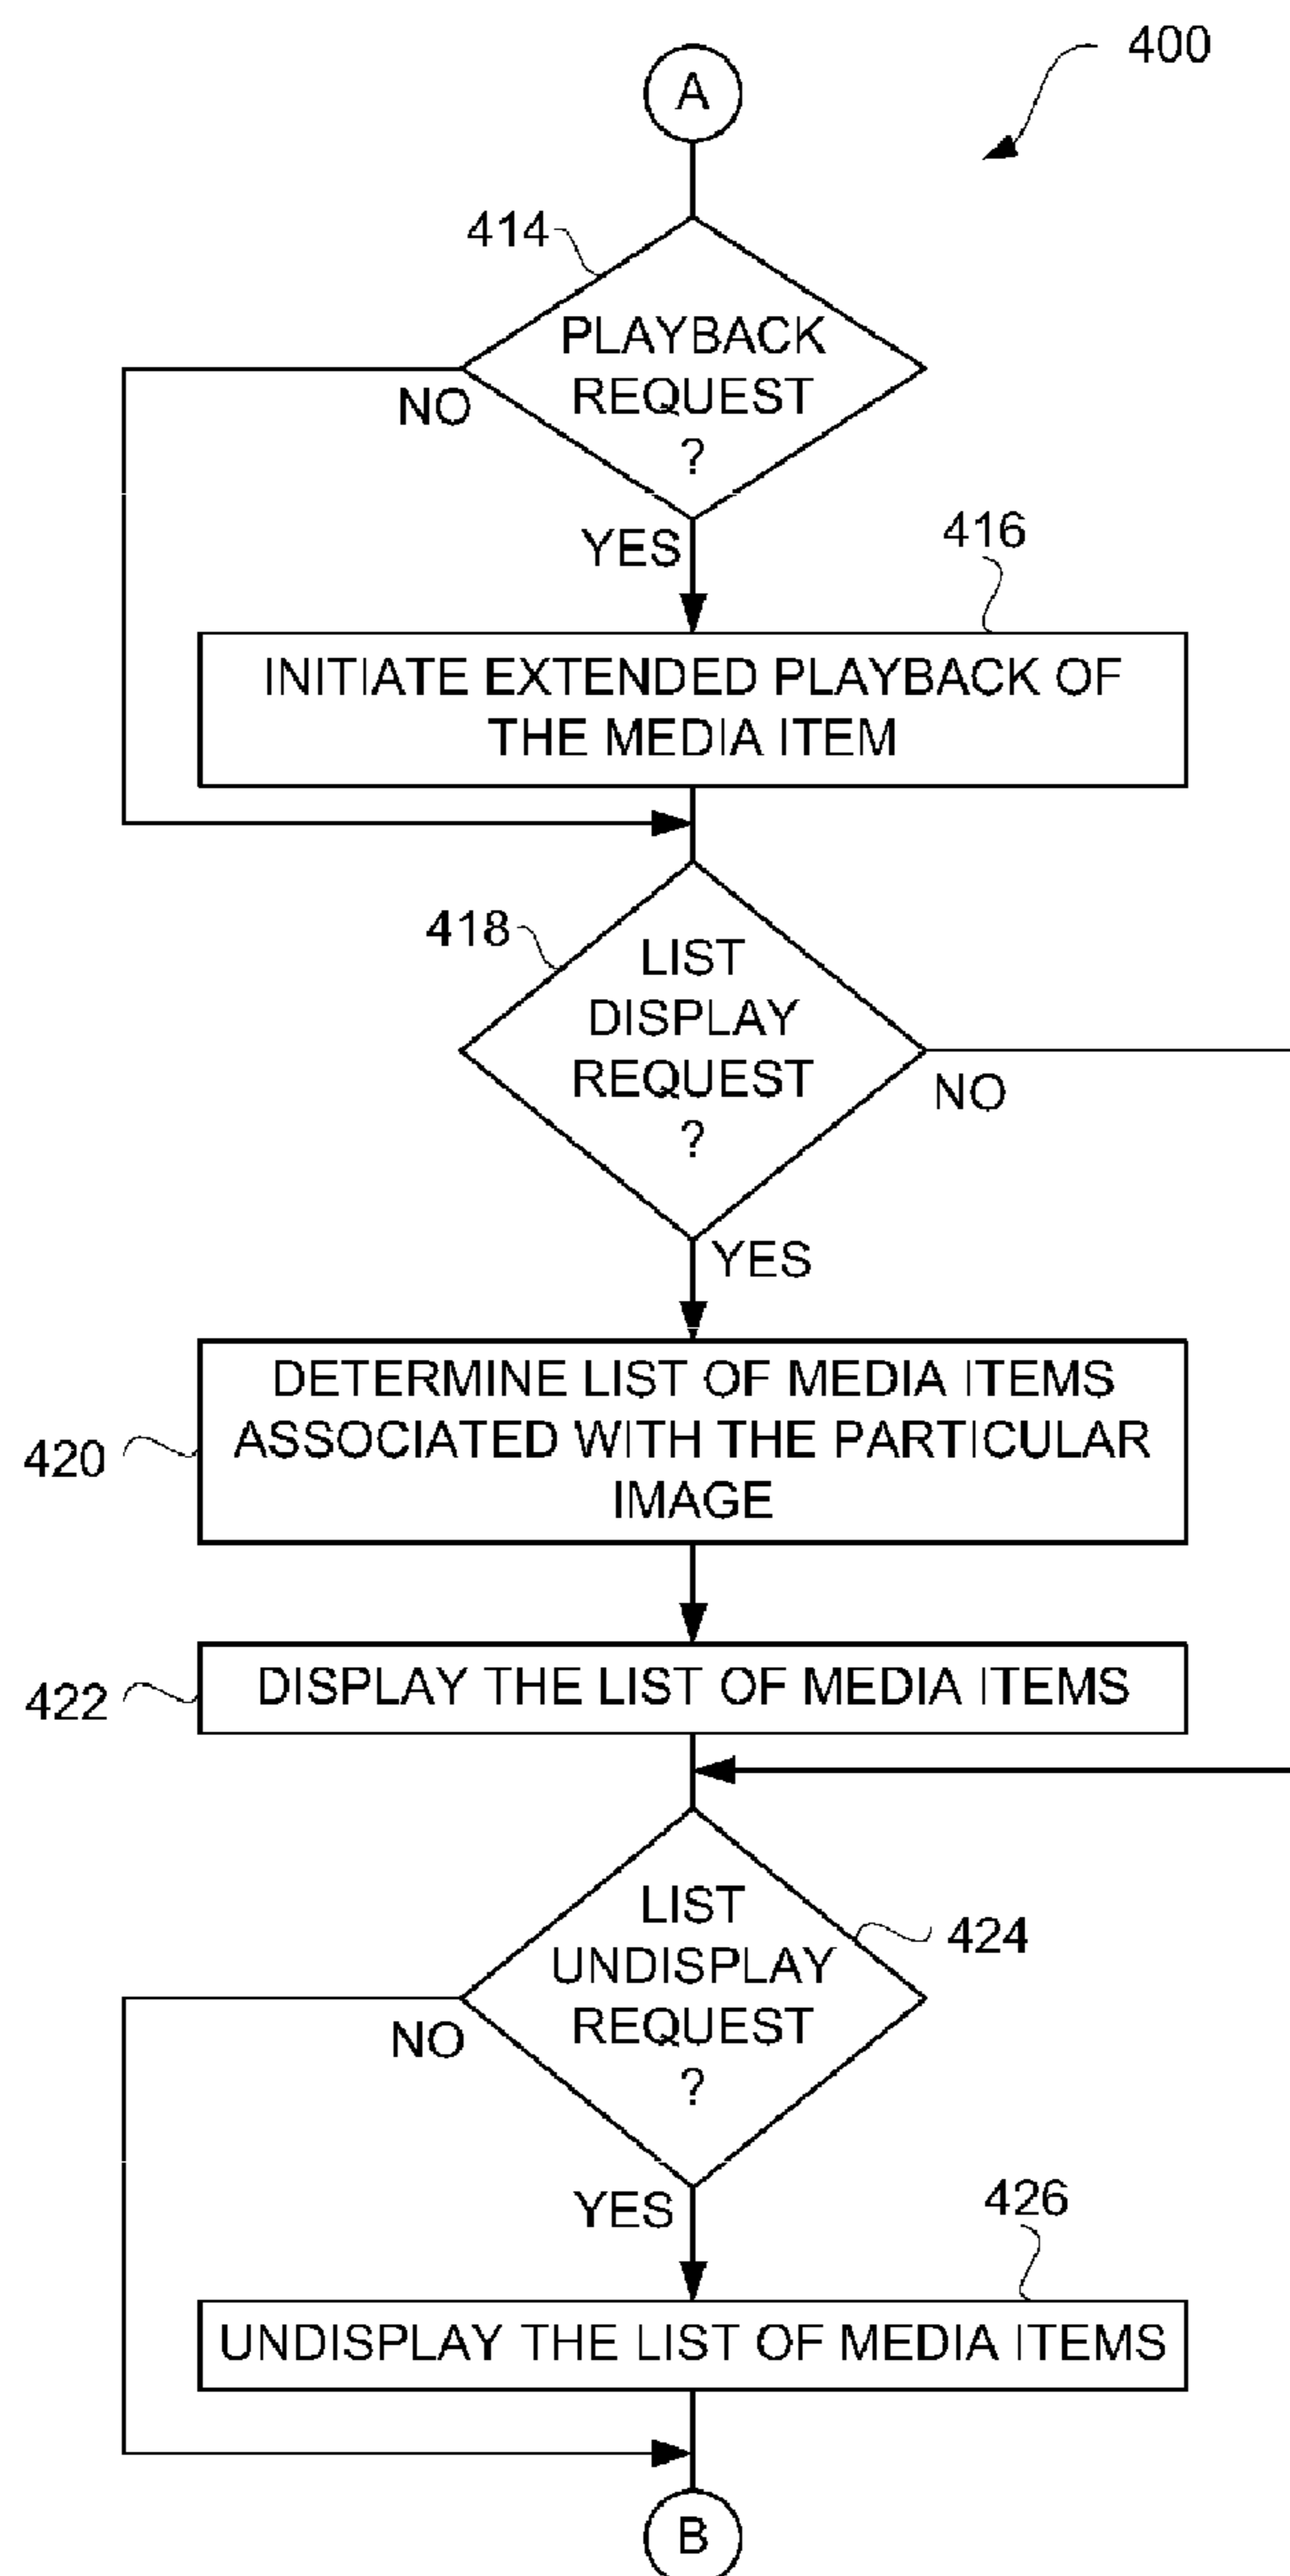 400
A
414
PLAYBACK
REQUEST
?
NO
YES
416
INITIATE EXTENDED PLAYBACK OF
THE MEDIA ITEM
418
LIST
DISPLAY
REQUEST
?
NO
YES
420
DETERMINE LIST OF MEDIA ITEMS
ASSOCIATED WITH THE PARTICULAR
IMAGE
422
DISPLAY THE LIST OF MEDIA ITEMS
LIST
UNDISPLAY
REQUEST
?
424
NO
YES
426
UNDISPLAY THE LIST OF MEDIA ITEMS
B